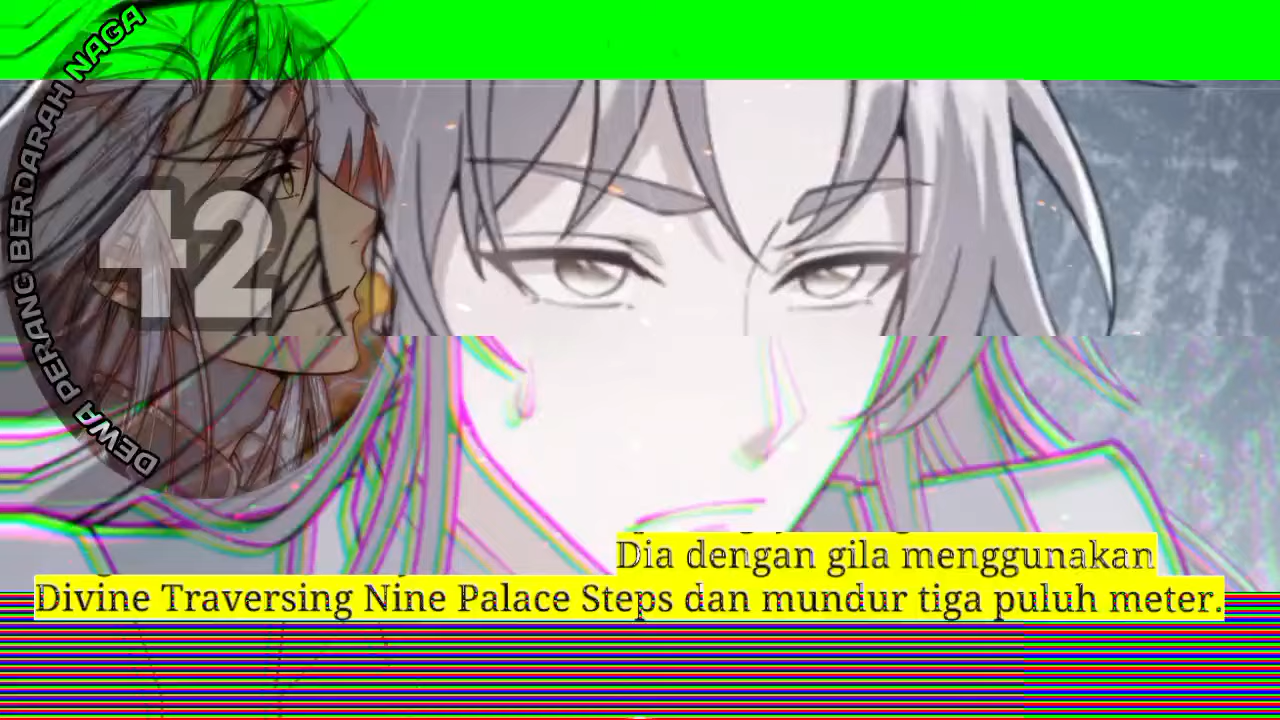 DEWA PERANG BERDARAH NAGA
42
Dia dengan gila menggunakan
Divine Traversing Nine Palace Steps dan mundur tiga puluh meter.